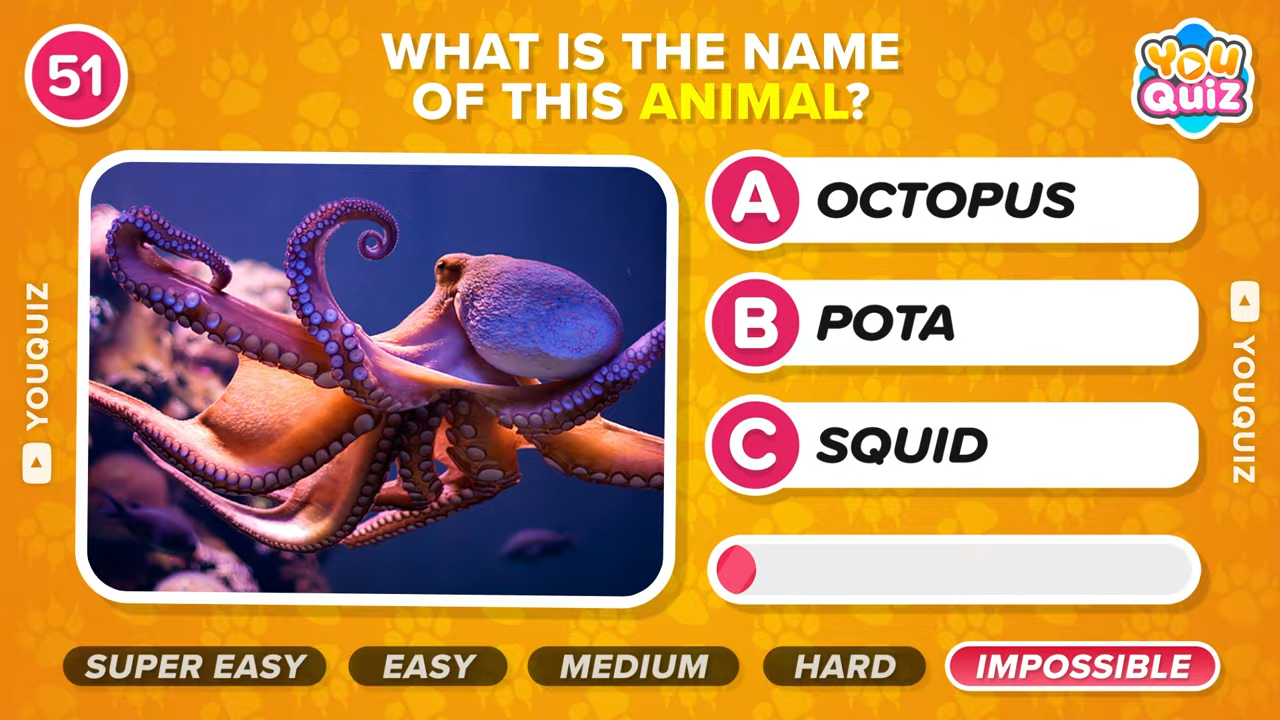 51
WHAT IS THE NAME
OF THIS ANIMAL?
YOU
QUIZ
A OCTOPUS
B POTA
C SQUID
YOUQUIZ
YOUQUIZ
SUPER EASY
EASY
MEDIUM
HARD
IMPOSSIBLE